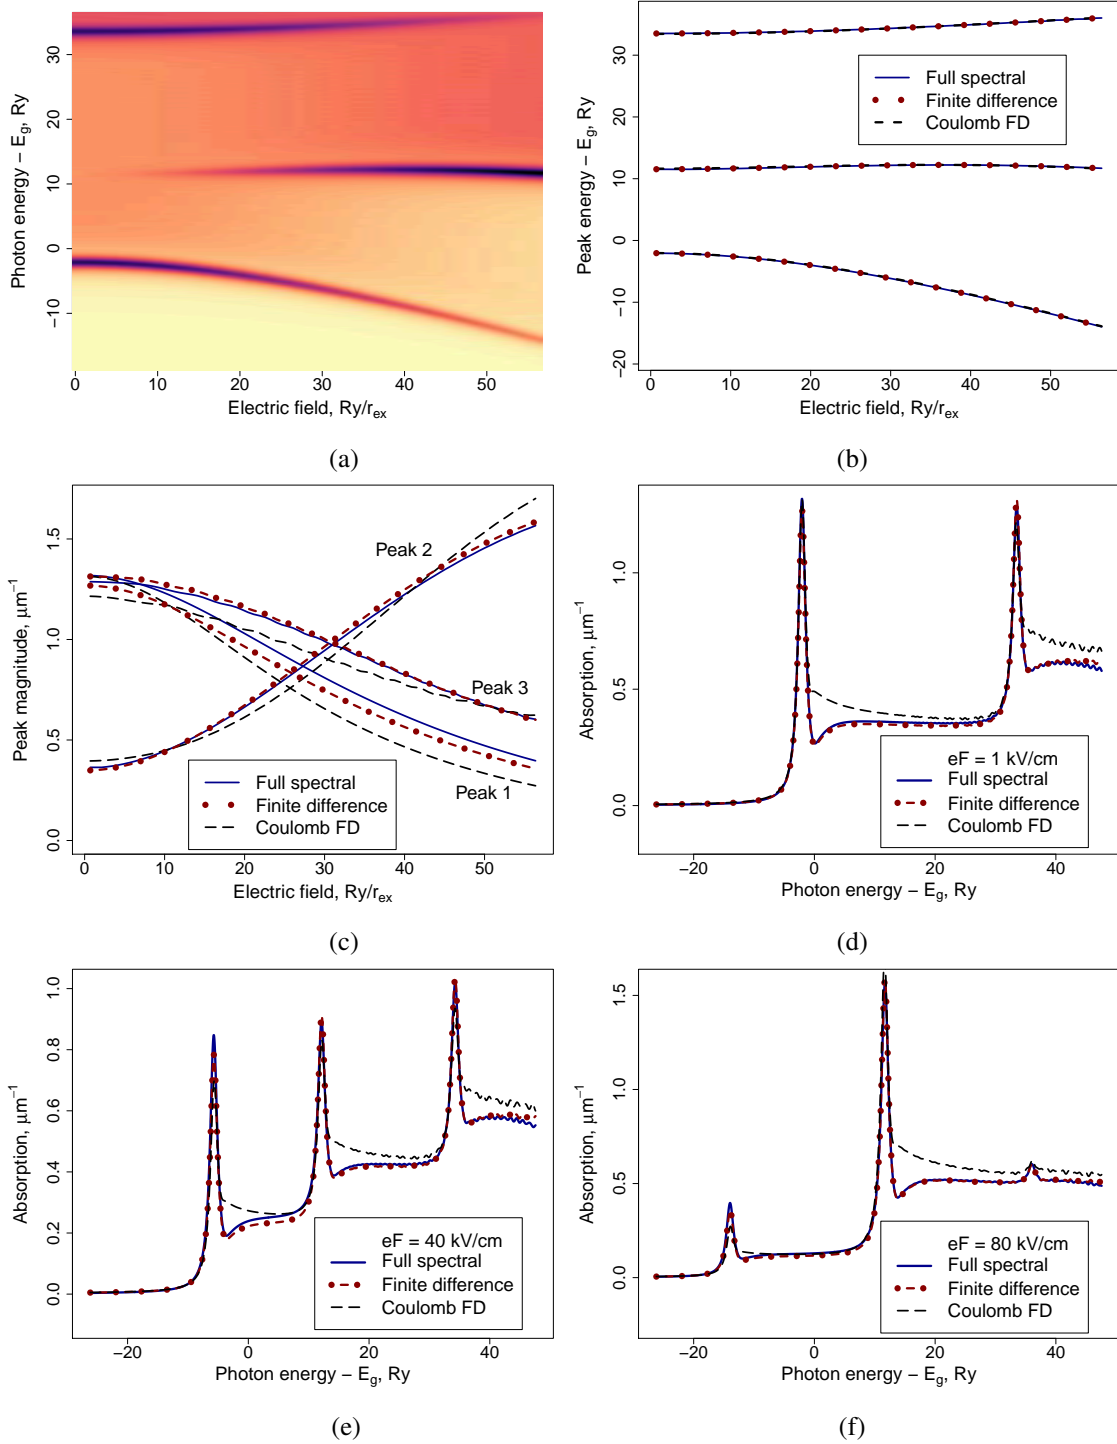 Photon energy − Eg, Ry
−10 0 10 20 30
0 10 20 30 40 50
Electric field, Ry/rex
(a)
Peak energy − Eg, Ry
−20 −10 0 10 20 30
Full spectral
Finite difference
Coulomb FD
0 10 20 30 40 50
Electric field, Ry/rex
(b)
Peak magnitude, μm−1
0.0 0.5 1.0 1.5
Peak 2
Peak 3
Peak 1
Full spectral
Finite difference
Coulomb FD
0 10 20 30 40 50
Electric field, Ry/rex
(c)
Absorption, μm−1
0.0 0.5 1.0
eF = 1 kV/cm
Full spectral
Finite difference
Coulomb FD
−20 0 20 40
Photon energy − Eg, Ry
(d)
Absorption, μm−1
0.0 0.2 0.4 0.6 0.8 1.0
eF = 40 kV/cm
Full spectral
Finite difference
Coulomb FD
−20 0 20 40
Photon energy − Eg, Ry
(e)
Absorption, μm−1
0.0 0.5 1.0 1.5
eF = 80 kV/cm
Full spectral
Finite difference
Coulomb FD
−20 0 20 40
Photon energy − Eg, Ry
(f)